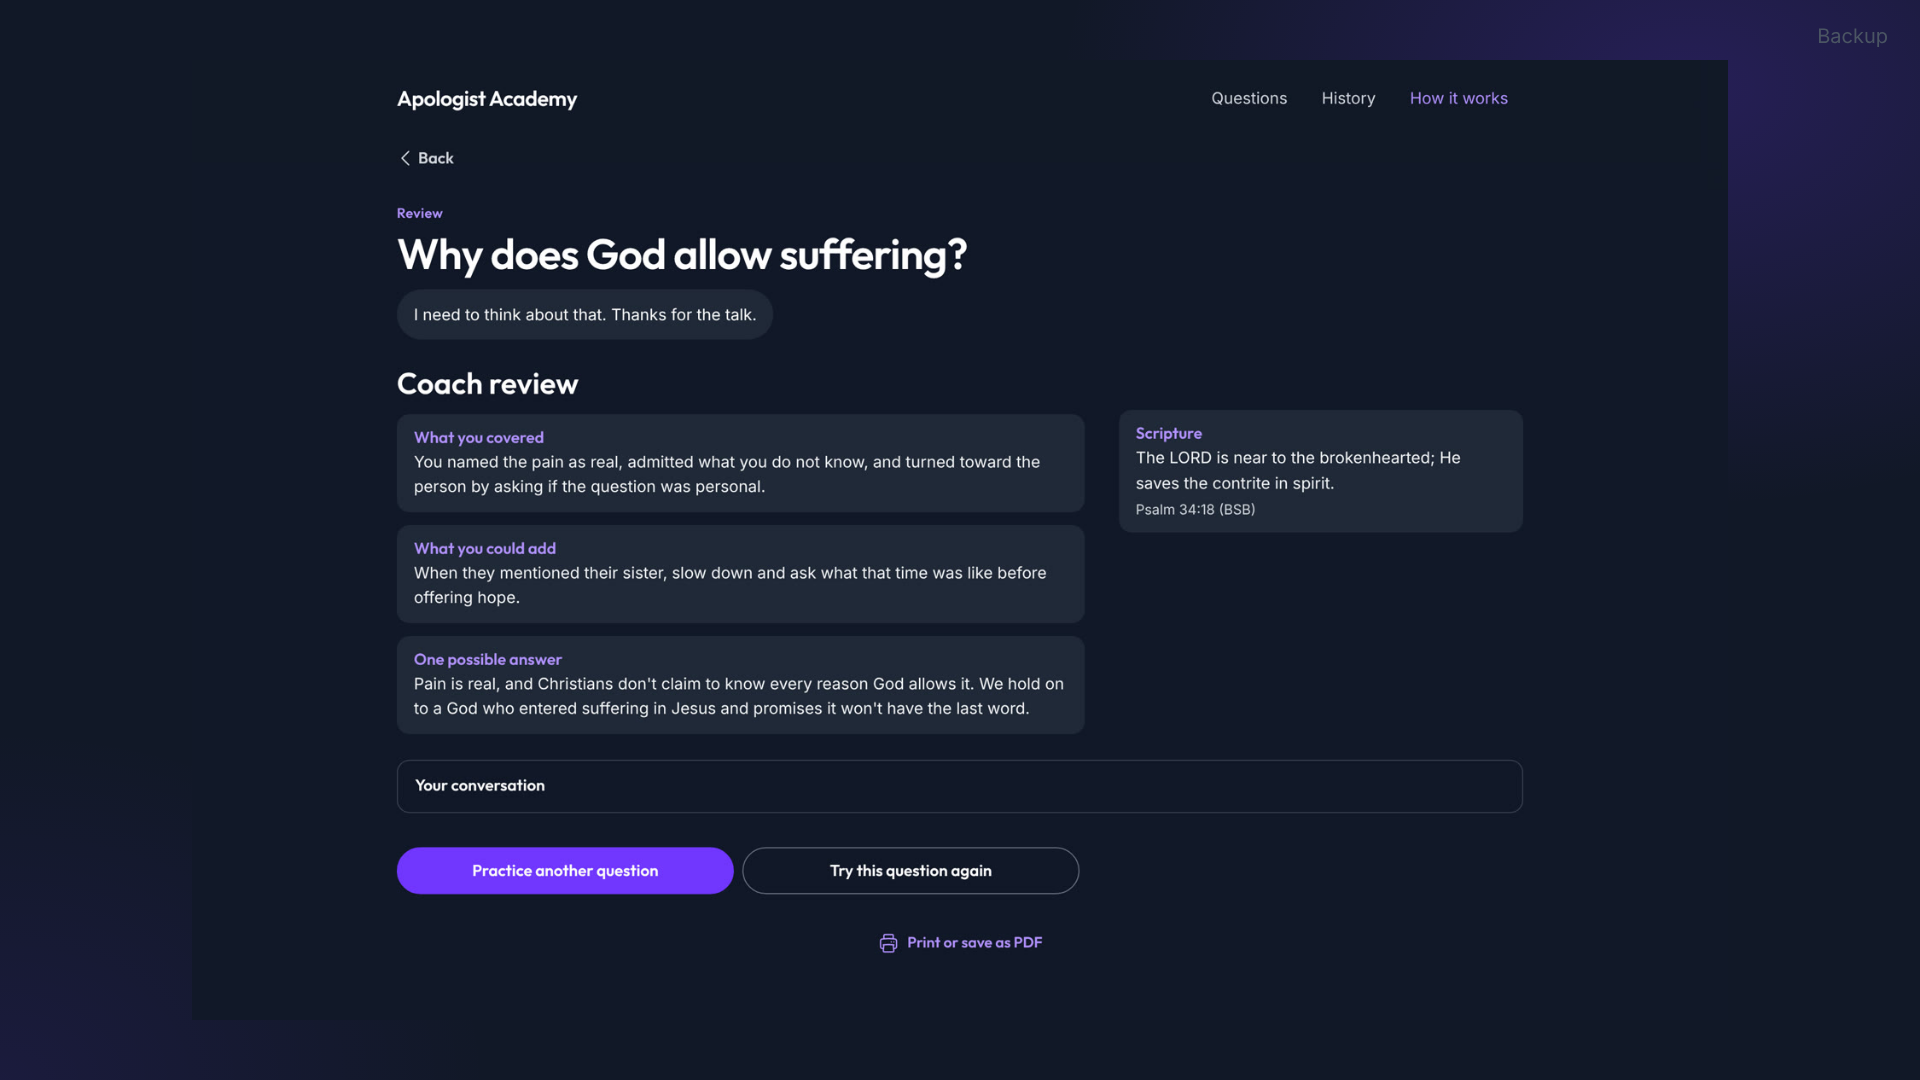 Backup
Apologist Academy
Questions
History
How it works
Back
Review
Why does God allow suffering?
I need to think about that. Thanks for the talk.
Coach review
What you covered
You named the pain as real, admitted what you do not know, and turned toward the
person by asking if the question was personal.
What you could add
When they mentioned their sister, slow down and ask what that time was like before
offering hope.
One possible answer
Pain is real, and Christians don't claim to know every reason God allows it. We hold on
to a God who entered suffering in Jesus and promises it won't have the last word.
Scripture
The LORD is near to the brokenhearted; He
saves the contrite in spirit.
Psalm 34:18 (BSB)
Your conversation
Practice another question
Try this question again
Print or save as PDF